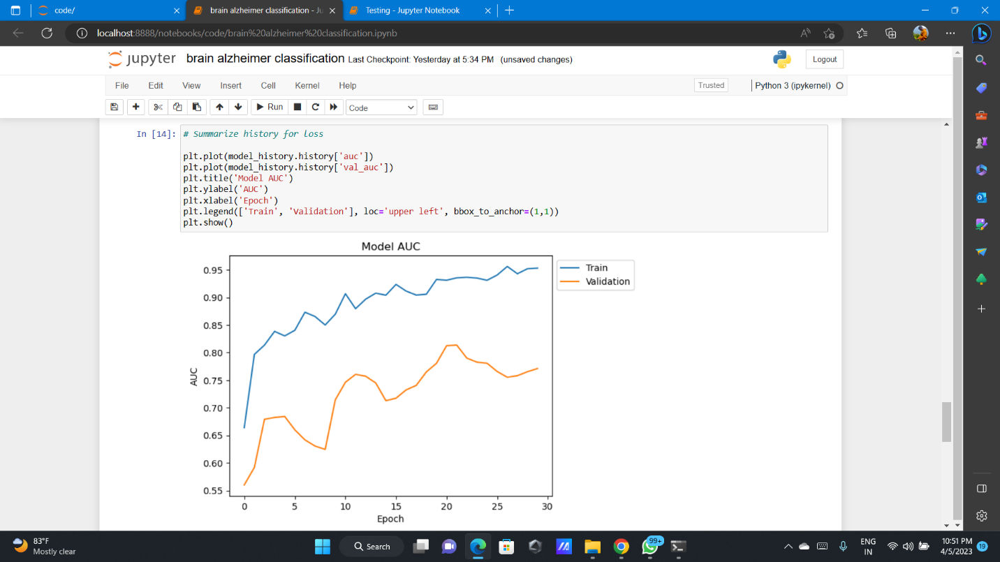 code/
brain alzheimer classification - Ju
Testing - Jupyter Notebook
localhost:8888/notebooks/code/brain%20alzheimer%20classification.ipynb
jupyter
brain alzheimer classification Last Checkpoint: Yesterday at 5:34 PM (unsaved changes)
Logout
File Edit View Insert Cell Kernel Help
Trusted
Python 3 (ipykernel)
Run
Code
In [14]:
# Summarize history for loss
plt.plot(model_history.history['auc'])
plt.plot(model_history.history['val_auc'])
plt.title('Model AUC')
plt.ylabel('AUC')
plt.xlabel('Epoch')
plt.legend(['Train', 'Validation'], loc='upper left', bbox_to_anchor=(1,1))
plt.show()
Model AUC
Train
Validation
0.95
0.90
0.85
0.80
0.75
0.70
0.65
0.60
0.55
AUC
0 5 10 15 20 25 30
Epoch
83°F
Mostly clear
Search
99+
ENG
IN
10:51 PM
4/5/2023
19